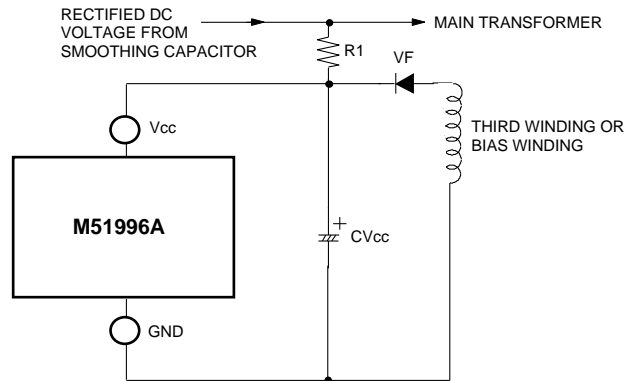 RECTIFIED DC
VOLTAGE FROM
SMOOTHING CAPACITOR
MAIN TRANSFORMER
R1
VF
THIRD WINDING OR
BIAS WINDING
Vcc
M51996A
+
CVcc
GND